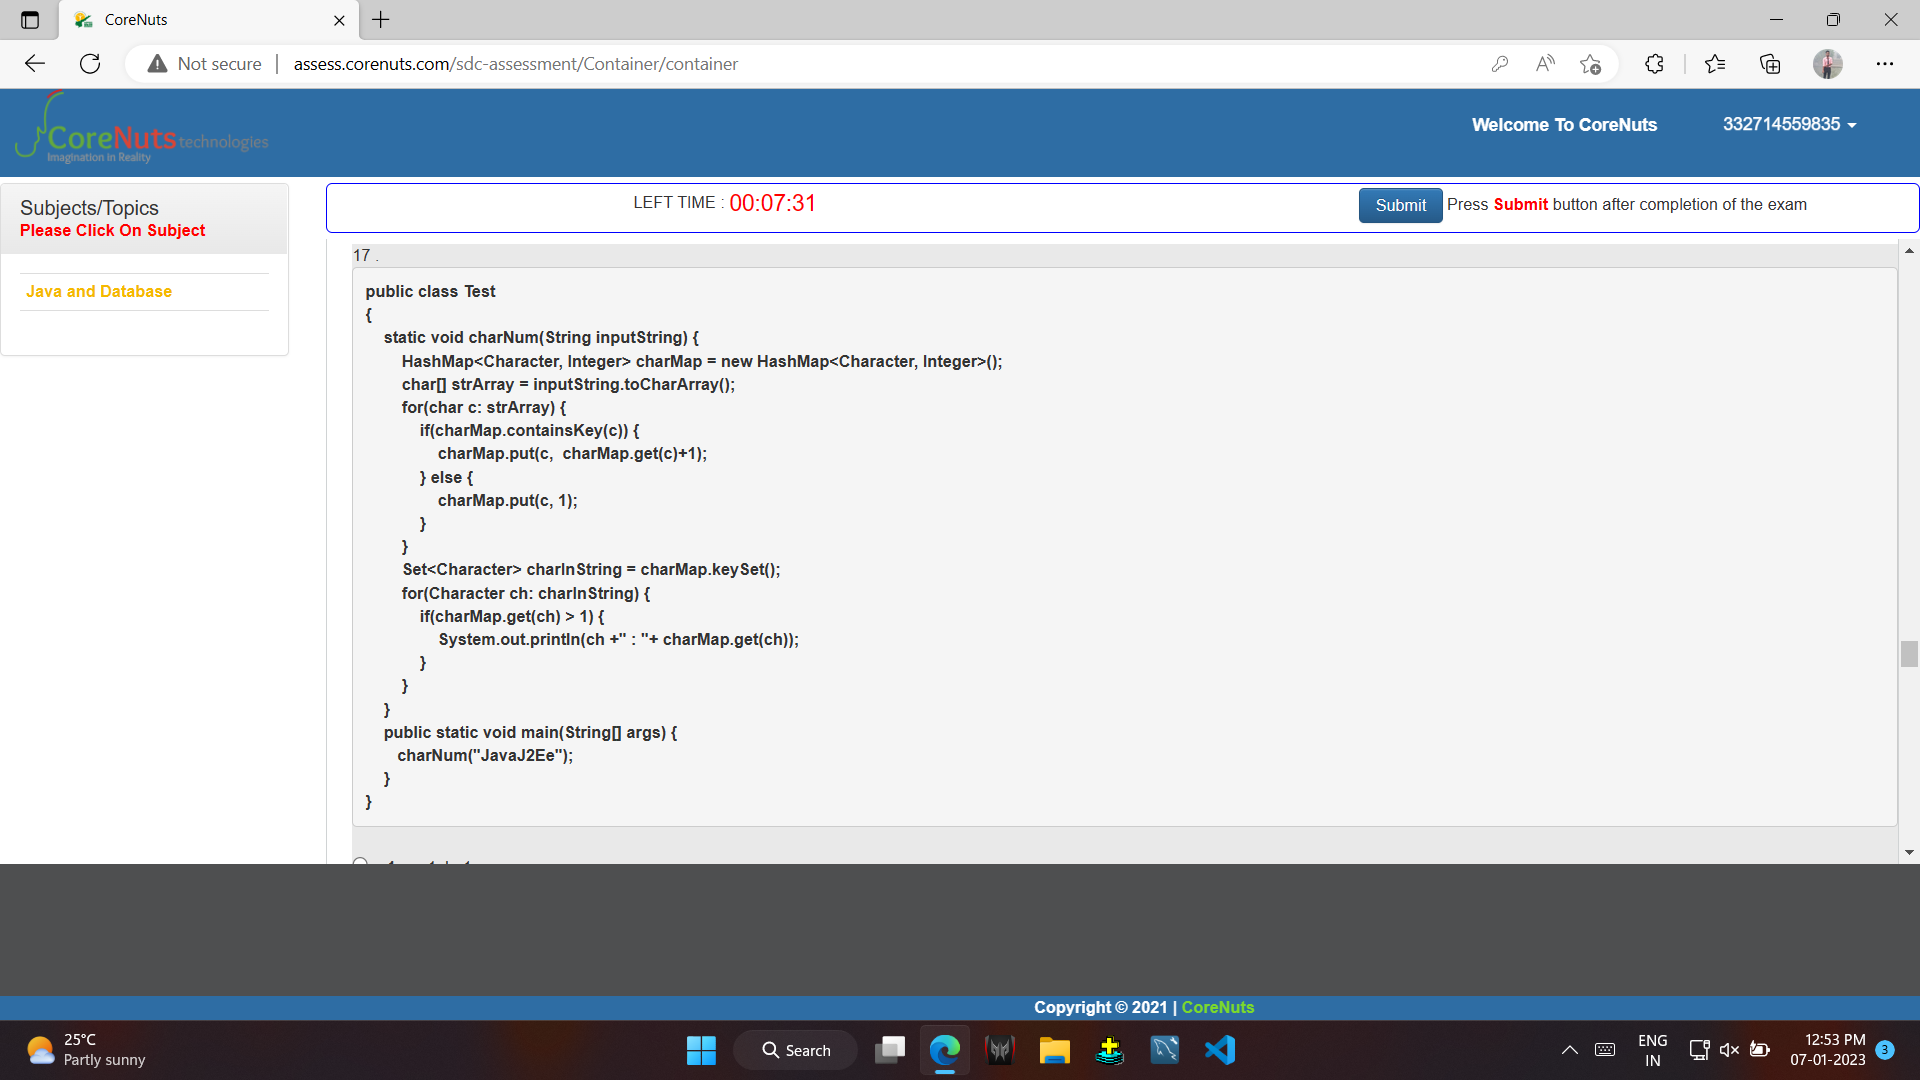 CoreNuts
Not secure
assess.corenuts.com/sdc-assessment/Container/container
CoreNuts technologies
Imagination in Reality
Welcome To CoreNuts
332714559835
Subjects/Topics
Please Click On Subject
Java and Database
LEFT TIME : 00:07:31
Submit Press Submit button after completion of the exam
17 .
public class Test
{
static void charNum(String inputString) {
HashMap<Character, Integer> charMap = new HashMap<Character, Integer>();
char[] strArray = inputString.toCharArray();
for(char c: strArray) {
if(charMap.containsKey(c)) {
charMap.put(c,  charMap.get(c)+1);
} else {
charMap.put(c, 1);
}
}
Set<Character> charInString = charMap.keySet();
for(Character ch: charInString) {
if(charMap.get(ch) > 1) {
System.out.println(ch +" : "+ charMap.get(ch));
}
}
}
public static void main(String[] args) {
charNum("JavaJ2Ee");
}
}
Copyright © 2021 | CoreNuts
25°C
Partly sunny
Search
ENG
IN
12:53 PM
07-01-2023
3